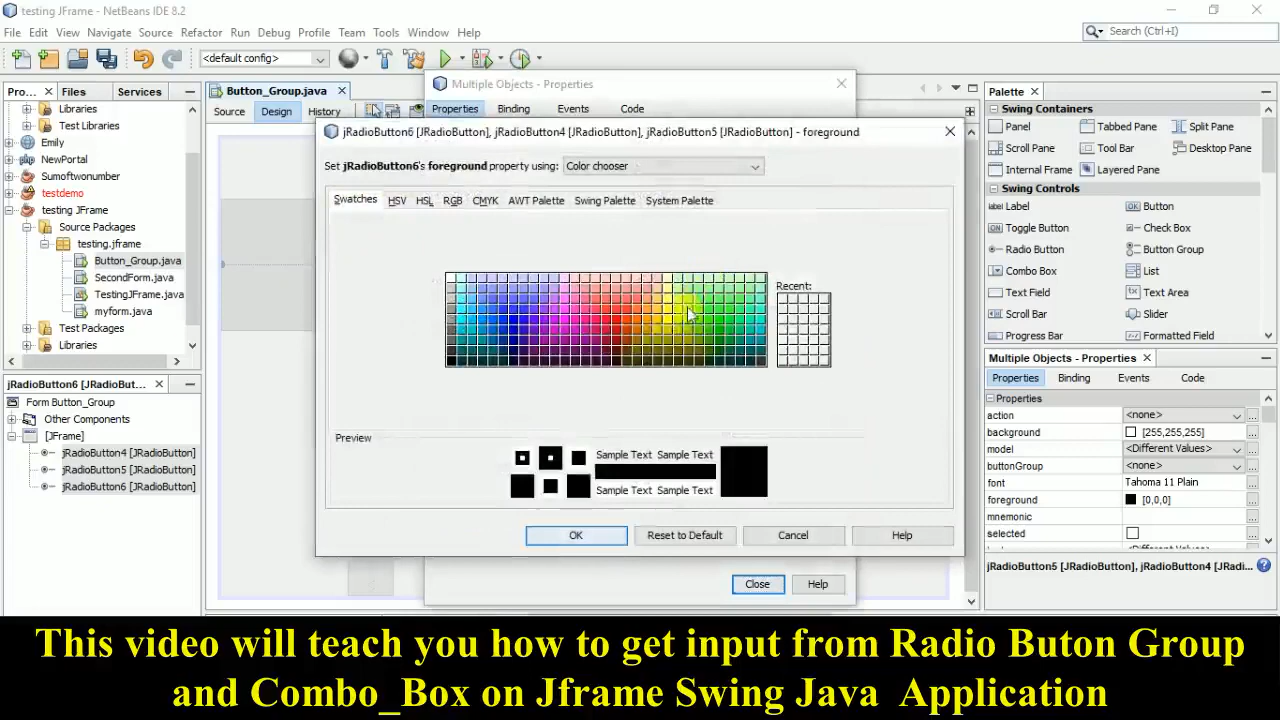 testing JFrame - NetBeans IDE 8.2
File Edit View Navigate Source Refactor Run Debug Profile Team Tools Window Help
Search (Ctrl+I)
<default config>
Pro... Files Services
Button_Group.java
Multiple Objects - Properties
Palette
Source Design History
Properties Binding Events Code
Libraries
Test Libraries
Emily
NewPortal
Sumoftwonumber
testdemo
testing JFrame
Source Packages
testing.jframe
Button_Group.java
SecondForm.java
TestingJFrame.java
myform.java
Test Packages
Libraries
jRadioButton6 [JRadioButton], jRadioButton4 [JRadioButton], jRadioButton5 [JRadioButton] - foreground
Set jRadioButton6's foreground property using: Color chooser
Swatches HSV HSL RGB CMYK AWT Palette Swing Palette System Palette
Recent:
Preview
Sample Text Sample Text
Sample Text Sample Text
OK Reset to Default Cancel Help
Close Help
Swing Containers
Panel Tabbed Pane Split Pane
Scroll Pane Tool Bar Desktop Pane
Internal Frame Layered Pane
Swing Controls
Label Button
Toggle Button Check Box
Radio Button Button Group
Combo Box List
Text Field Text Area
Scroll Bar Slider
Progress Bar Formatted Field
Multiple Objects - Properties
Properties Binding Events Code
Properties
action <none>
background [255,255,255]
model <Different Values>
buttonGroup <none>
font Tahoma 11 Plain
foreground [0,0,0]
mnemonic
selected
jRadioButton5 [JRadioButton], jRadioButton4 [JRadi...
jRadioButton6 [JRadioBut...
Form Button_Group
Other Components
[JFrame]
jRadioButton4 [JRadioButton]
jRadioButton5 [JRadioButton]
jRadioButton6 [JRadioButton]
This video will teach you how to get input from Radio Buton Group
and Combo_Box on Jframe Swing Java Application